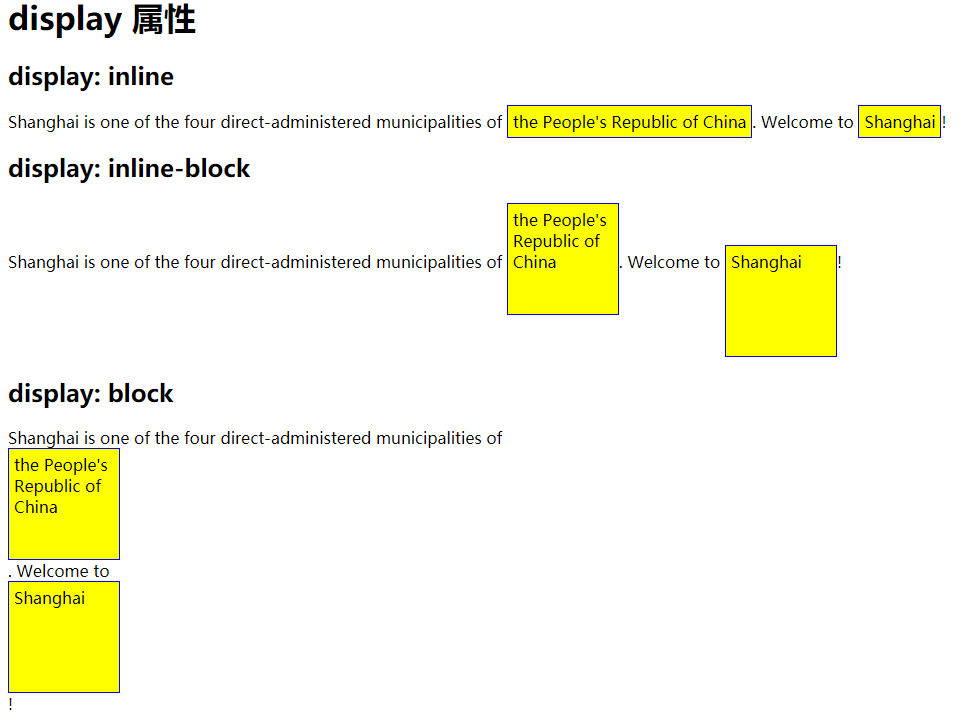 display 属性
display: inline
Shanghai is one of the four direct-administered municipalities of the People's Republic of China. Welcome to Shanghai!
display: inline-block
Shanghai is one of the four direct-administered municipalities of the People's
Republic of
China. Welcome to Shanghai!
display: block
Shanghai is one of the four direct-administered municipalities of
the People's
Republic of
China
. Welcome to
Shanghai
!